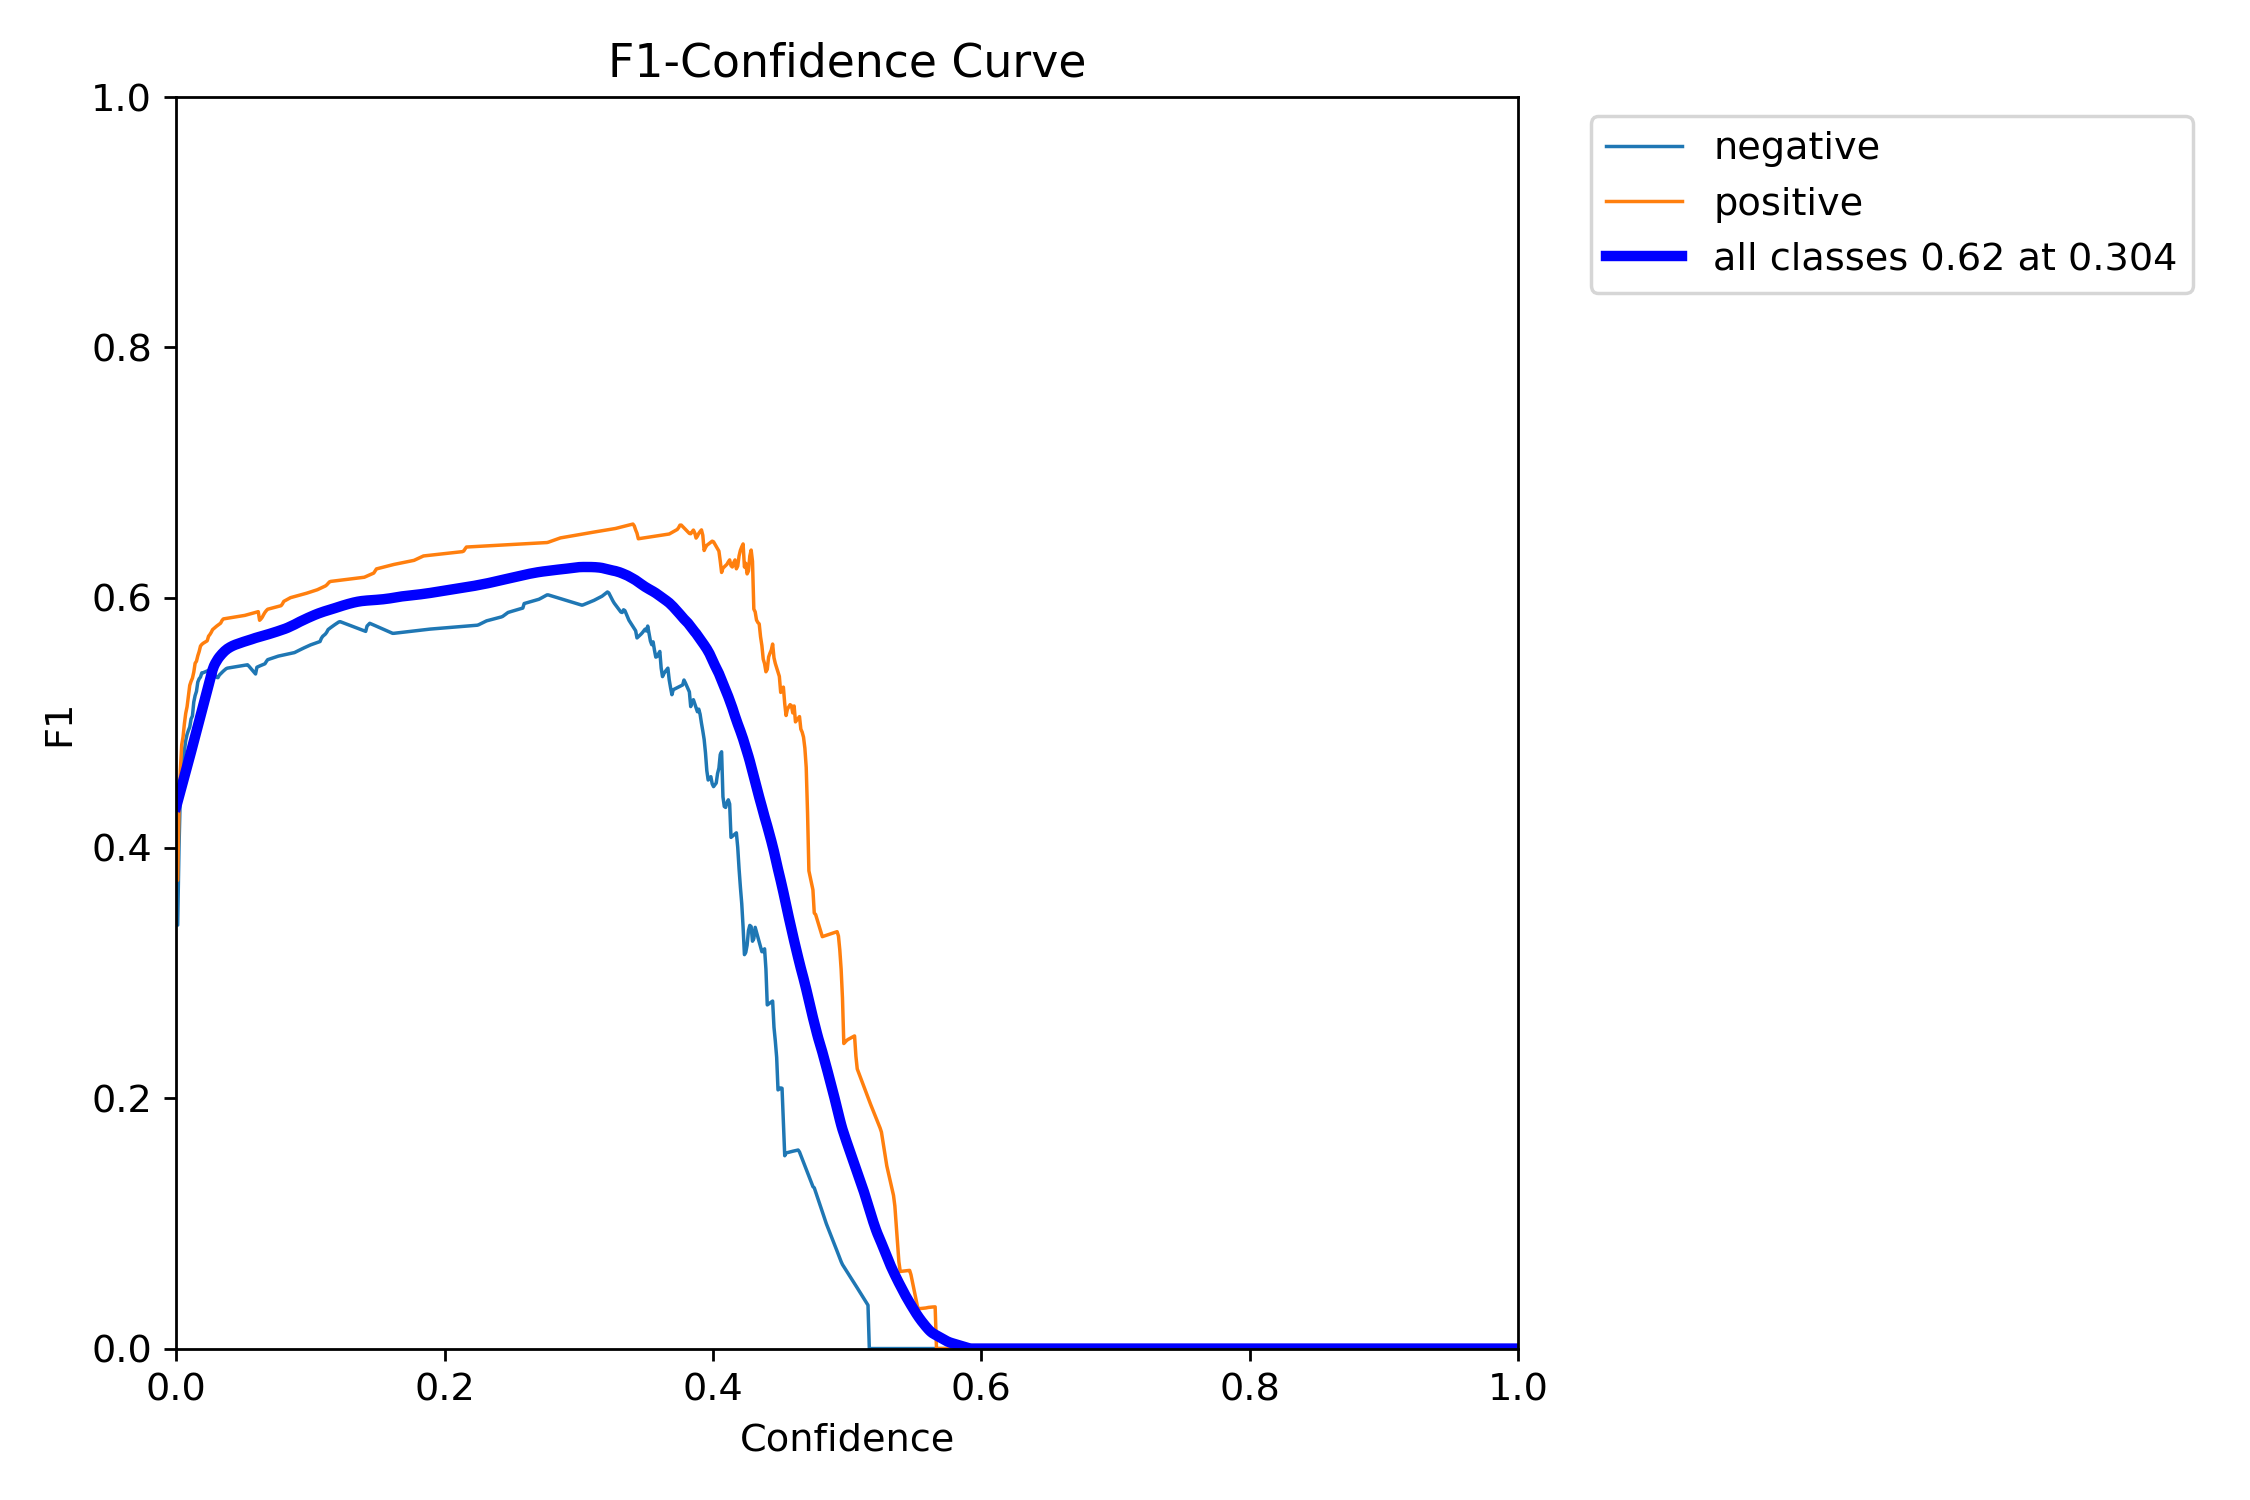 F1-Confidence Curve
1.0
0.8
0.6
0.4
0.2
0.0
F1
0.0 0.2 0.4 0.6 0.8 1.0
Confidence
negative
positive
all classes 0.62 at 0.304